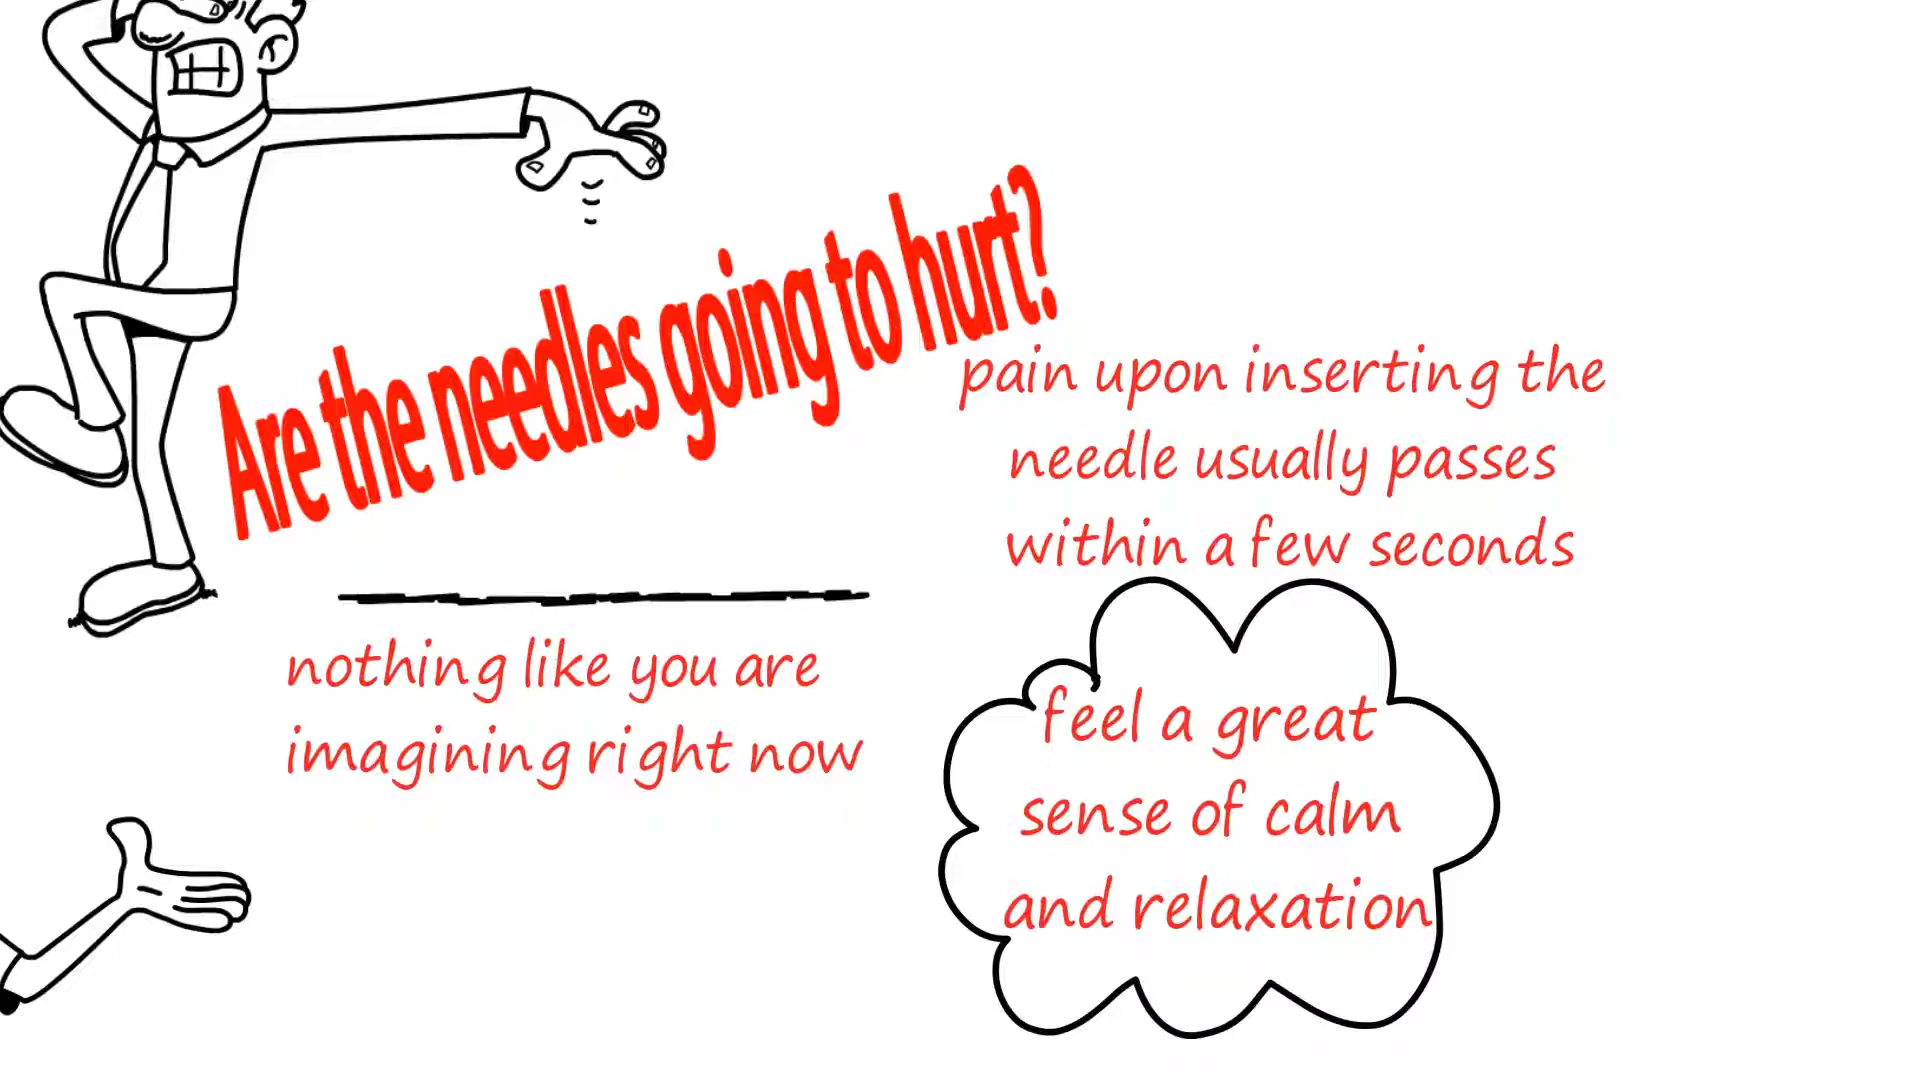 Are the needles going to hurt?
pain upon inserting the
needle usually passes
within a few seconds
nothing like you are
imagining right now
feel a great
sense of calm
and relaxation